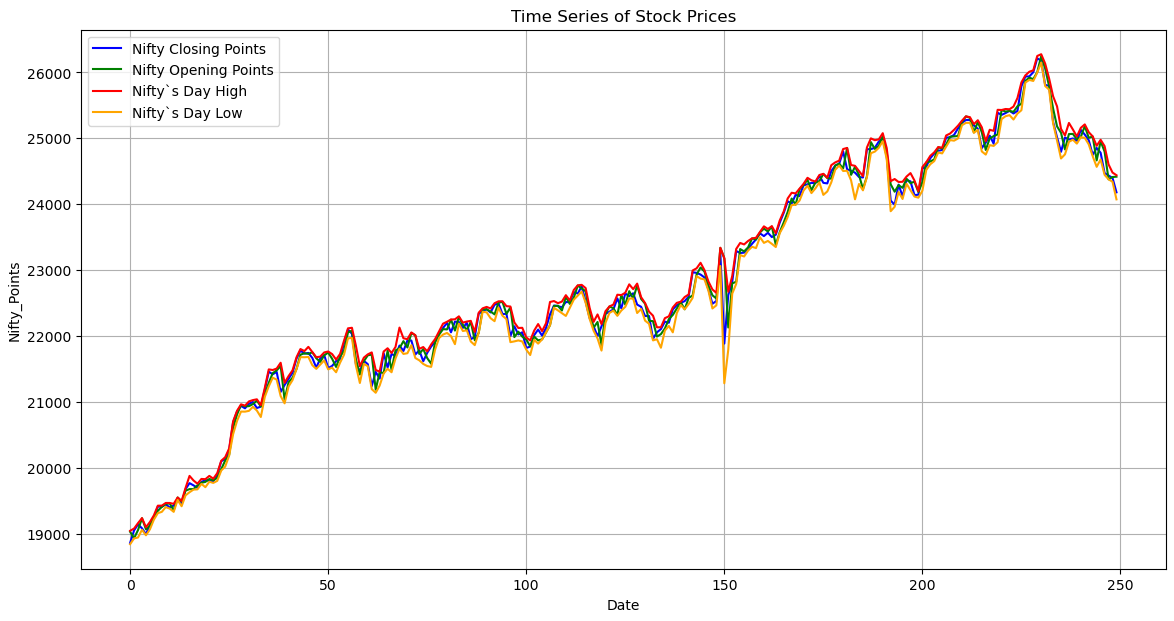 Time Series of Stock Prices
Nifty Closing Points
Nifty Opening Points
Nifty`s Day High
Nifty`s Day Low
Nifty_Points
26000
25000
24000
23000
22000
21000
20000
19000
0 50 100 150 200 250
Date